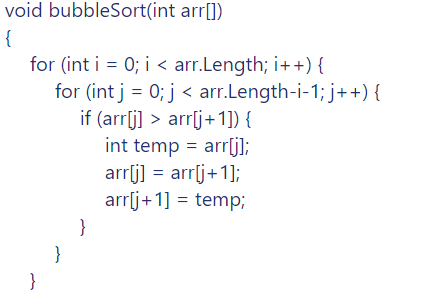 void bubbleSort(int arr[])
{
for (int i = 0; i < arr.Length; i++) {
for (int j = 0; j < arr.Length-i-1; j++) {
if (arr[j] > arr[j+1]) {
int temp = arr[j];
arr[j] = arr[j+1];
arr[j+1] = temp;
}
}
}